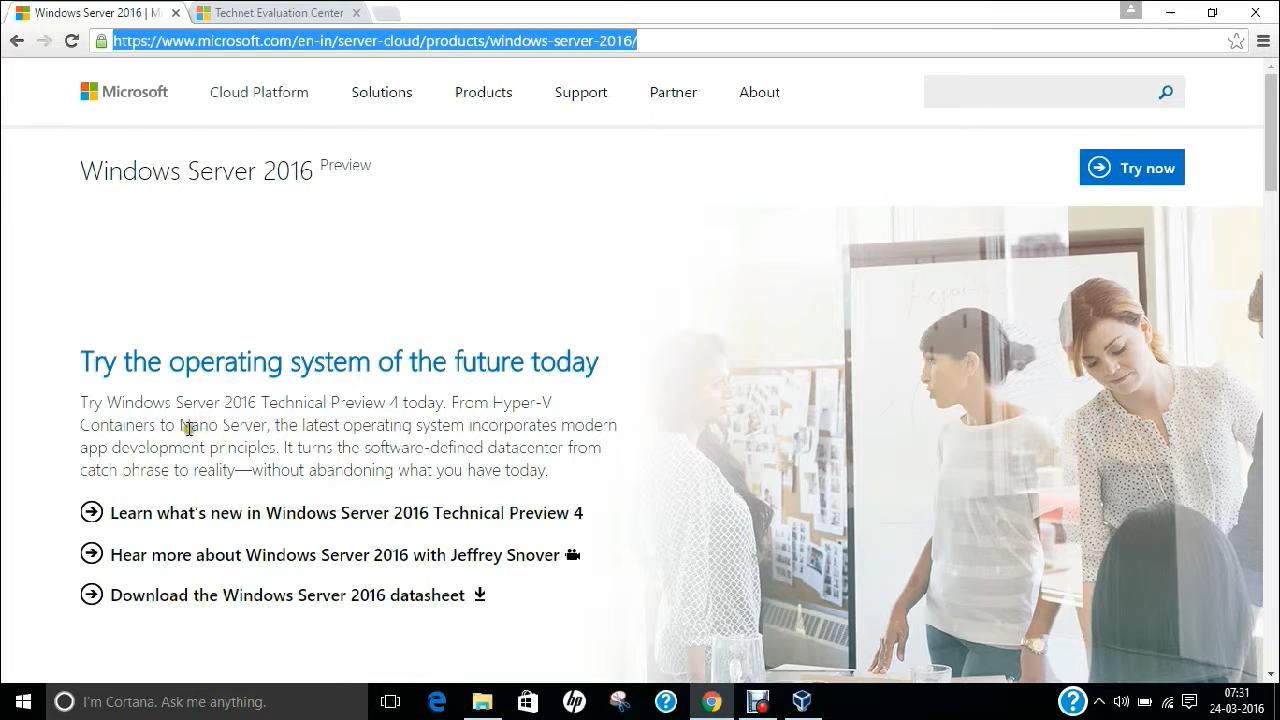 Windows Server 2016 | Mi
Technet Evaluation Center
https://www.microsoft.com/en-in/server-cloud/products/windows-server-2016/
Microsoft
Cloud Platform
Solutions
Products
Support
Partner
About
Windows Server 2016 Preview
Try now
Try the operating system of the future today
Try Windows Server 2016 Technical Preview 4 today. From Hyper-V
Containers to Nano Server, the latest operating system incorporates modern
app development principles. It turns the software-defined datacenter from
catch phrase to reality—without abandoning what you have today.
Learn what's new in Windows Server 2016 Technical Preview 4
Hear more about Windows Server 2016 with Jeffrey Snover
Download the Windows Server 2016 datasheet
I'm Cortana. Ask me anything.
hp
07:31
24-03-2016